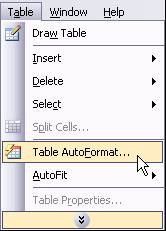 Table Window Help
Draw Table
Insert
Delete
Select
Split Cells...
Table AutoFormat...
AutoFit
Table Properties...